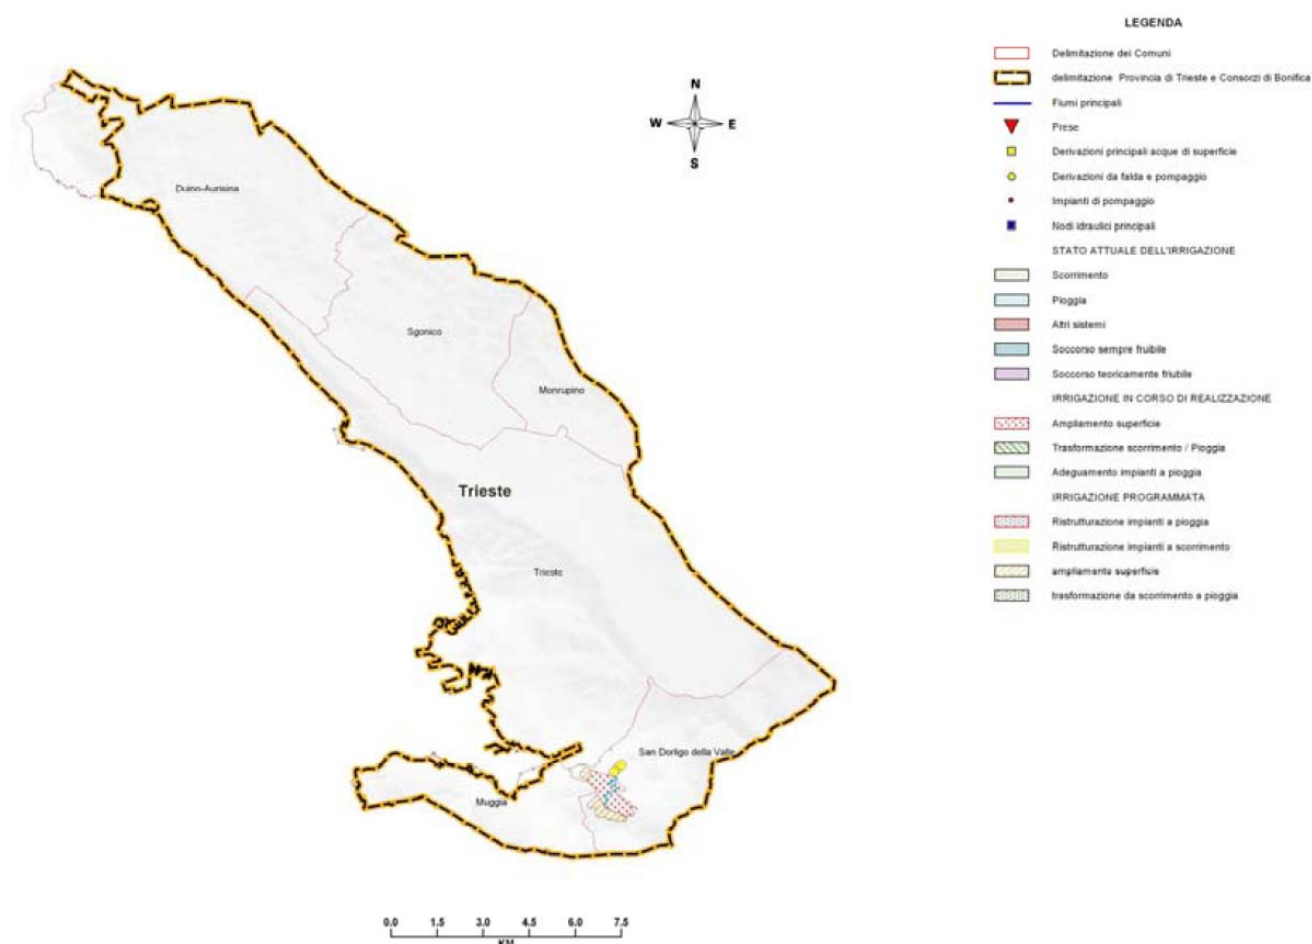 LEGENDA
Delimitazione dei Comuni
delimitazione Provincia di Trieste e Consorzi di Bonifica
Fiumi principali
Prese
Derivazioni principali acque di superficie
Derivazioni da falda e pompaggio
Impianti di pompaggio
Nodi idraulici principali
STATO ATTUALE DELL'IRRIGAZIONE
Scorrimento
Pioggia
Altri sistemi
Soccorso sempre fruibile
Soccorso teoricamente friubile
IRRIGAZIONE IN CORSO DI REALIZZAZIONE
Ampliamento superficie
Trasformazione scorrimento / Pioggia
Adeguamento impianti a pioggia
IRRIGAZIONE PROGRAMMATA
Ristrutturazione impianti a pioggia
Ristrutturazione impianti a scorrimento
ampliamento superficie
trasformazione da scorrimento a pioggia
N
W E
S
Duino-Aurisina
Sgonico
Monrupino
Trieste
Trieste
San Dorligo della Valle
Muggia
0.0 1.5 3.0 4.5 6.0 7.5
KM